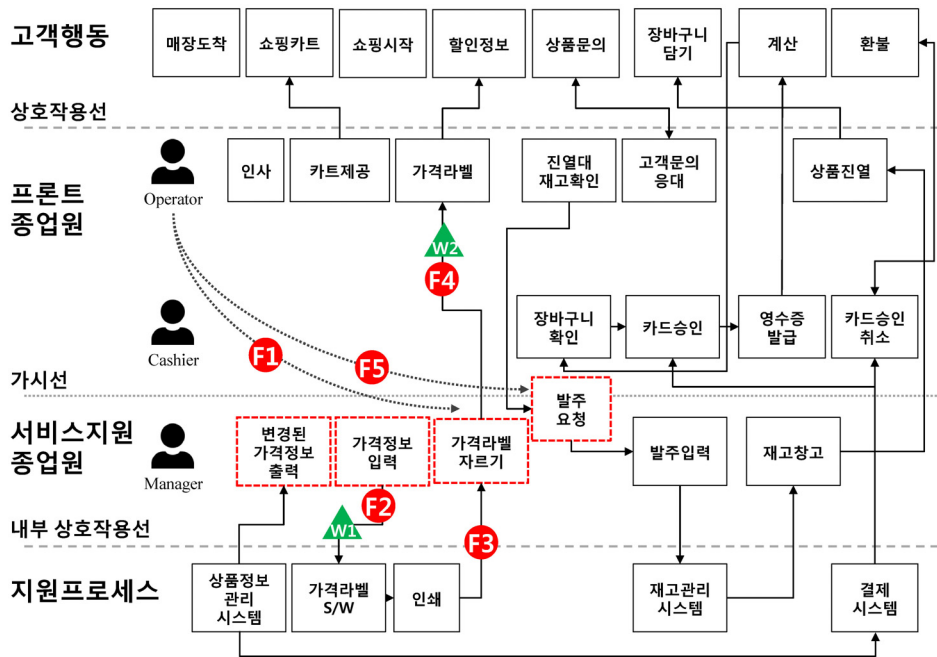 고객행동
매장도착
쇼핑카트
쇼핑시작
할인정보
상품문의
장바구니
담기
계산
환불
상호작용선
프론트
종업원
Operator
인사
카트제공
가격라벨
진열대
재고확인
고객문의
응대
상품진열
W2
F4
Cashier
F1
F5
장바구니
확인
카드승인
영수증
발급
카드승인
취소
가시선
서비스지원
종업원
Manager
변경된
가격정보
출력
가격정보
입력
가격라벨
자르기
발주
요청
발주입력
재고창고
F2
W1
F3
내부 상호작용선
지원프로세스
상품정보
관리
시스템
가격라벨
S/W
인쇄
재고관리
시스템
결제
시스템